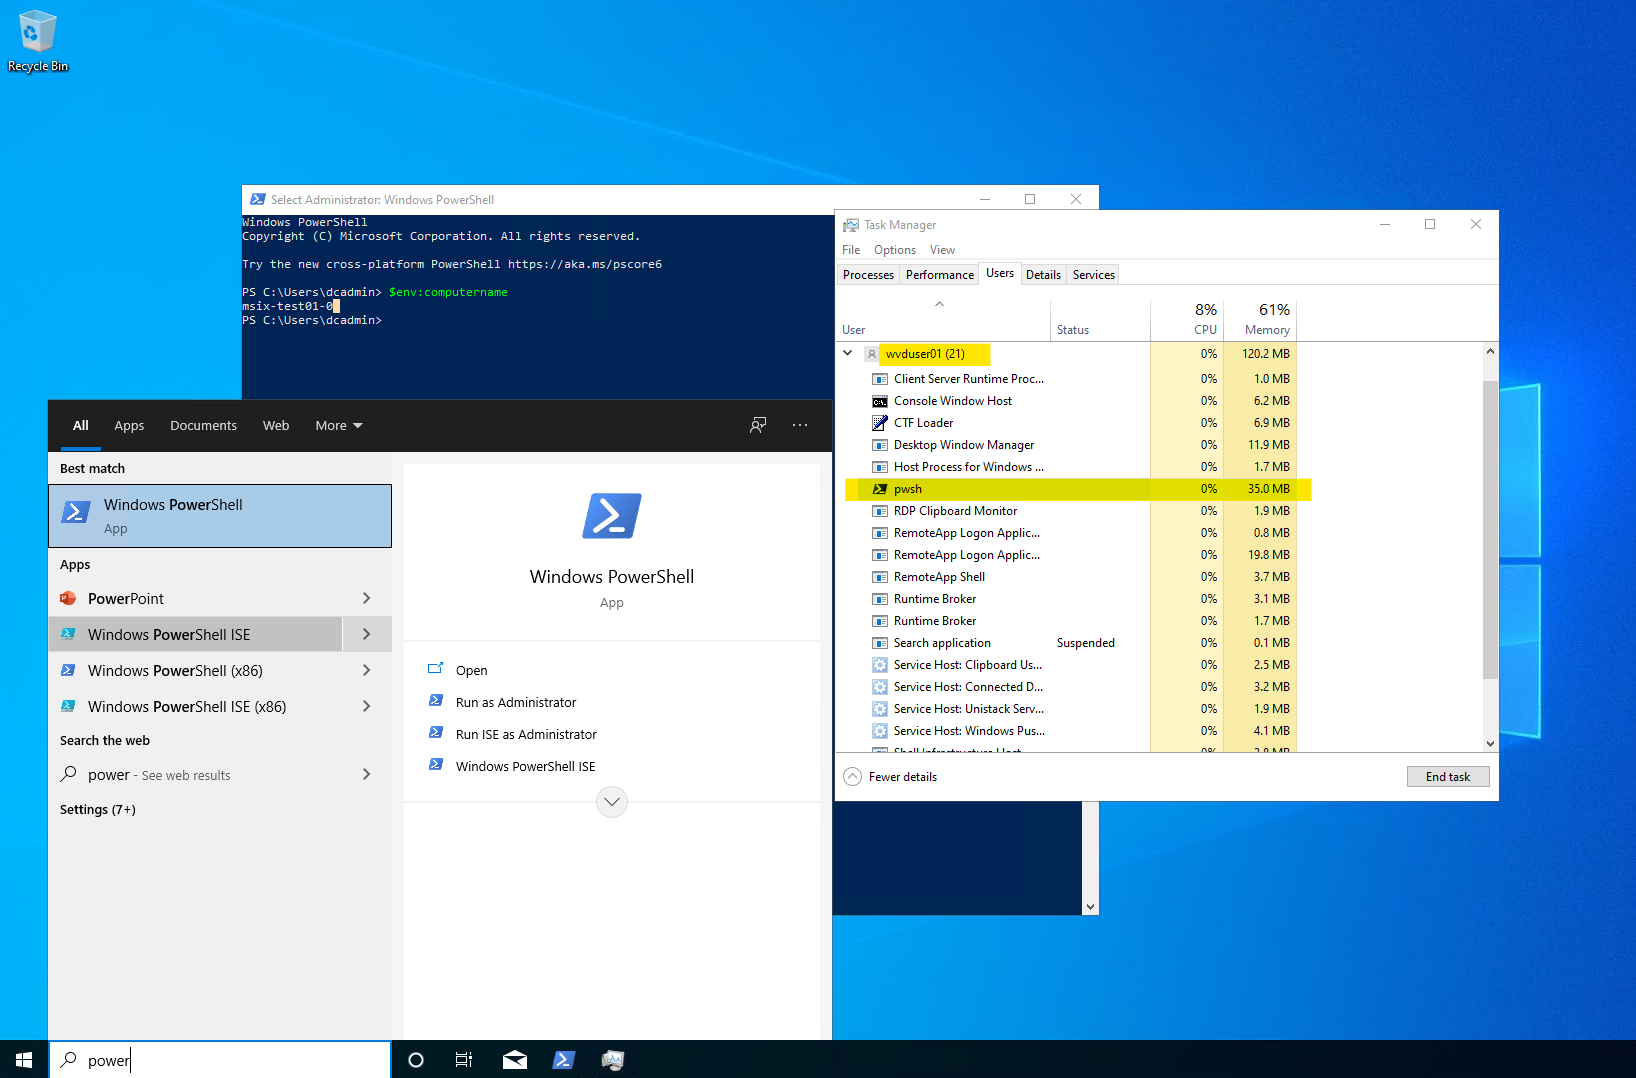 Recycle Bin
Select Administrator: Windows PowerShell
Windows PowerShell
Copyright (C) Microsoft Corporation. All rights reserved.
Try the new cross-platform PowerShell https://aka.ms/pscore6
PS C:\Users\dcadmin> $env:computername
msix-test01-0
PS C:\Users\dcadmin>
All Apps Documents Web More
Best match
Windows PowerShell
App
Apps
PowerPoint
Windows PowerShell ISE
Windows PowerShell (x86)
Windows PowerShell ISE (x86)
Search the web
power - See web results
Settings (7+)
Windows PowerShell
App
Open
Run as Administrator
Run ISE as Administrator
Windows PowerShell ISE
power
Task Manager
File Options View
Processes Performance Users Details Services
8% 61%
User Status CPU Memory
wvduser01 (21) 0% 120.2 MB
Client Server Runtime Proc... 0% 1.0 MB
Console Window Host 0% 6.2 MB
CTF Loader 0% 6.9 MB
Desktop Window Manager 0% 11.9 MB
Host Process for Windows ... 0% 1.7 MB
pwsh 0% 35.0 MB
RDP Clipboard Monitor 0% 1.9 MB
RemoteApp Logon Applic... 0% 0.8 MB
RemoteApp Logon Applic... 0% 19.8 MB
RemoteApp Shell 0% 3.7 MB
Runtime Broker 0% 3.1 MB
Runtime Broker 0% 1.7 MB
Search application Suspended 0% 0.1 MB
Service Host: Clipboard Us... 0% 2.5 MB
Service Host: Connected D... 0% 3.2 MB
Service Host: Unistack Serv... 0% 1.9 MB
Service Host: Windows Pus... 0% 4.1 MB
Shell Infrastructure Host 0% 3.8 MB
Fewer details End task